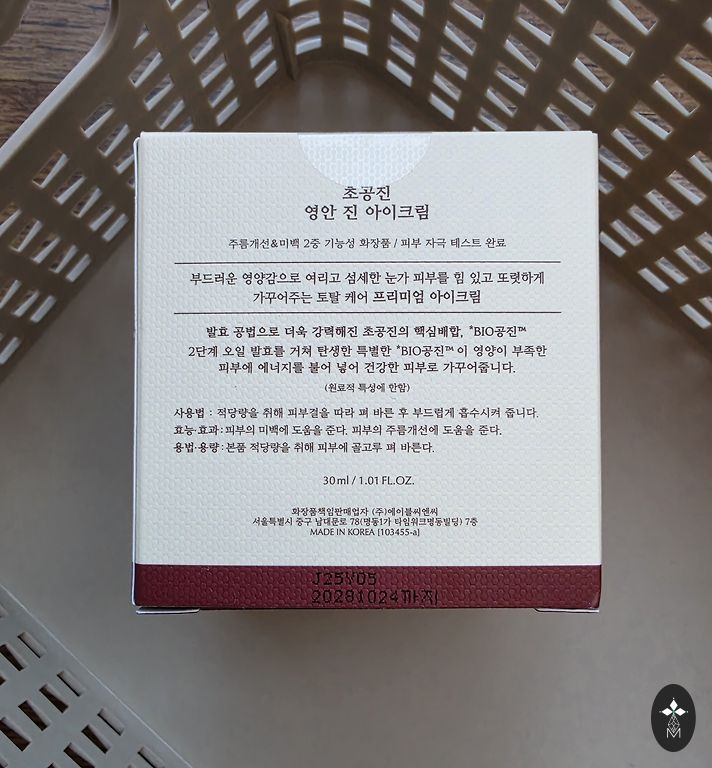 초공진
영안 진 아이크림
주름개선&미백 2중 기능성 화장품 / 피부 자극 테스트 완료
부드러운 영양감으로 여리고 섬세한 눈가 피부를 힘 있고 또렷하게
가꾸어주는 토탈 케어 프리미엄 아이크림
발효 공법으로 더욱 강력해진 초공진의 핵심배합, *BIO공진™
2단계 오일 발효를 거쳐 탄생한 특별한 *BIO공진™ 이 영양이 부족한
피부에 에너지를 불어 넣어 건강한 피부로 가꾸어줍니다.
(원료적 특성에 한함)
사용법 : 적당량을 취해 피부결을 따라 펴 바른 후 부드럽게 흡수시켜 줍니다.
효능·효과 : 피부의 미백에 도움을 준다. 피부의 주름개선에 도움을 준다.
용법·용량 : 본품 적당량을 취해 피부에 골고루 펴 바른다.
30 ml / 1.01 FL.OZ.
화장품책임판매업자 (주)에이블씨엔씨
서울특별시 중구 남대문로 78(명동1가 타임워크명동빌딩) 7층
MADE IN KOREA [103455-a]
J25V05
20281024까지
M